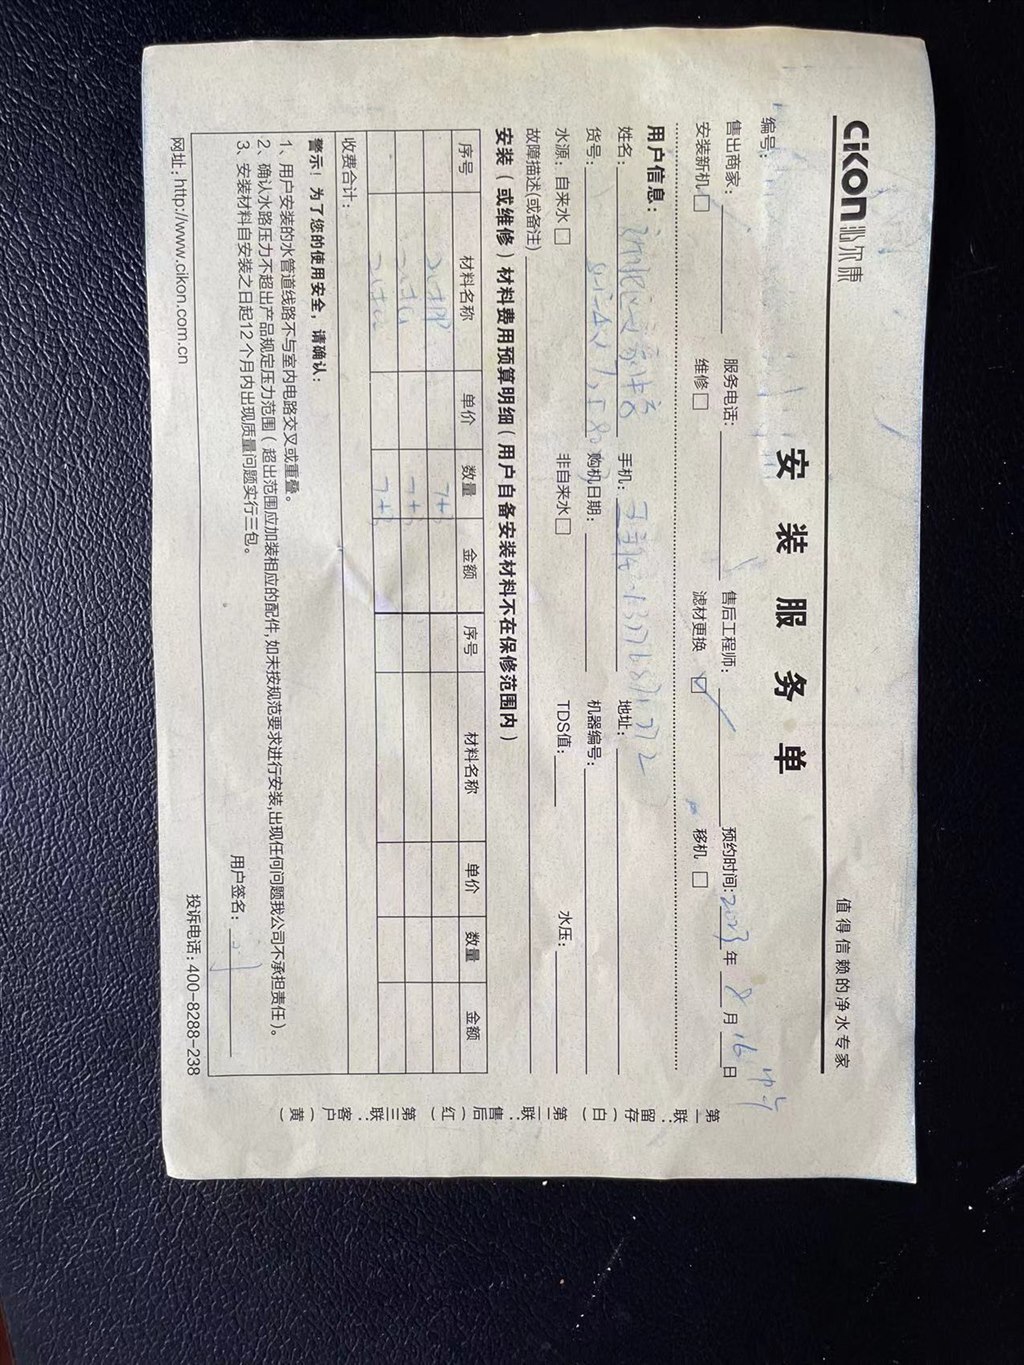 cikon 沁尔康
值得信赖的净水专家
安装服务单
编号：
售出商家： 服务电话： 售后工程师： 预约时间：2023年8月16日 中午
安装新机□ 维修□ 滤材更换☑ 移机□
用户信息：
姓名： 手机： 地址：
货号： 购机日期： 机器编号：
水源：自来水□ 非自来水□ TDS值： 水压：
故障描述(或备注)
安装（或维修）材料费用预算明细（用户自备安装材料不在保修范围内）
序号 材料名称 单价 数量 金额 序号 材料名称 单价 数量 金额
收费合计：
警示！为了您的使用安全，请确认：
1、用户安装的水管道线路不与室内电路交叉或重叠。
2、确认水路压力不超出产品规定压力范围（超出范围应加装相应的配件,如未按规范要求进行安装,出现任何问题我公司不承担责任）。
3、安装材料自安装之日起12个月内出现质量问题实行三包。
用户签名：
网址：http://www.cikon.com.cn 投诉电话：400-8288-238
第一联：留存（白） 第二联：售后（红） 第三联：客户（黄）